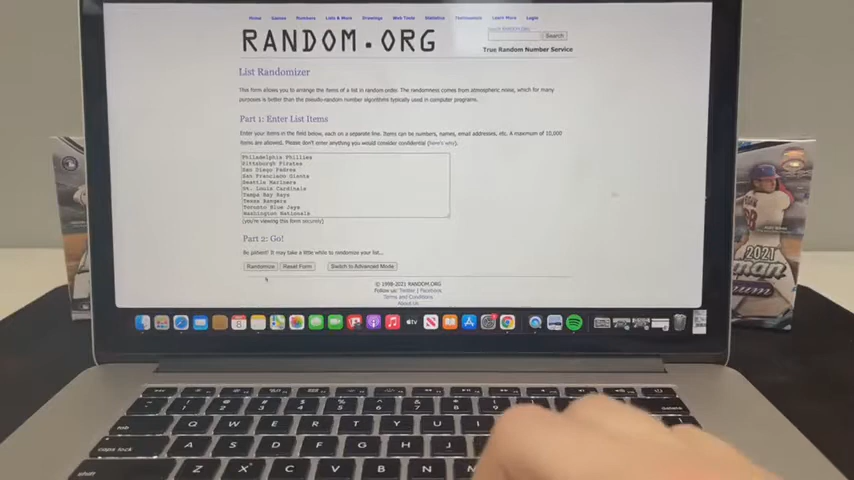 Home Games Numbers Lists & More Drawings Web Tools Statistics Testimonials Learn More Login
RANDOM.ORG
Search
True Random Number Service
List Randomizer
This form allows you to arrange the items of a list in random order. The randomness comes from atmospheric noise, which for many
purposes is better than the pseudo-random number algorithms typically used in computer programs.
Part 1: Enter List Items
Enter your items in the field below, each on a separate line. Items can be numbers, names, email addresses, etc. A maximum of 10,000
items are allowed. Please don't enter anything you would consider confidential (here's why).
Philadelphia Phillies
Pittsburgh Pirates
San Diego Padres
San Francisco Giants
Seattle Mariners
St. Louis Cardinals
Tampa Bay Rays
Texas Rangers
Toronto Blue Jays
Washington Nationals
(you're viewing this form securely)
Part 2: Go!
Be patient! It may take a little while to randomize your list...
Randomize Reset Form Switch to Advanced Mode
© 1998-2021 RANDOM.ORG
Follow us: Twitter | Facebook
Terms and Conditions
About Us
2021
tv
8
delete
tab Q W E R T Y U I
caps lock A S D F G H J
shift Z X C V B N M